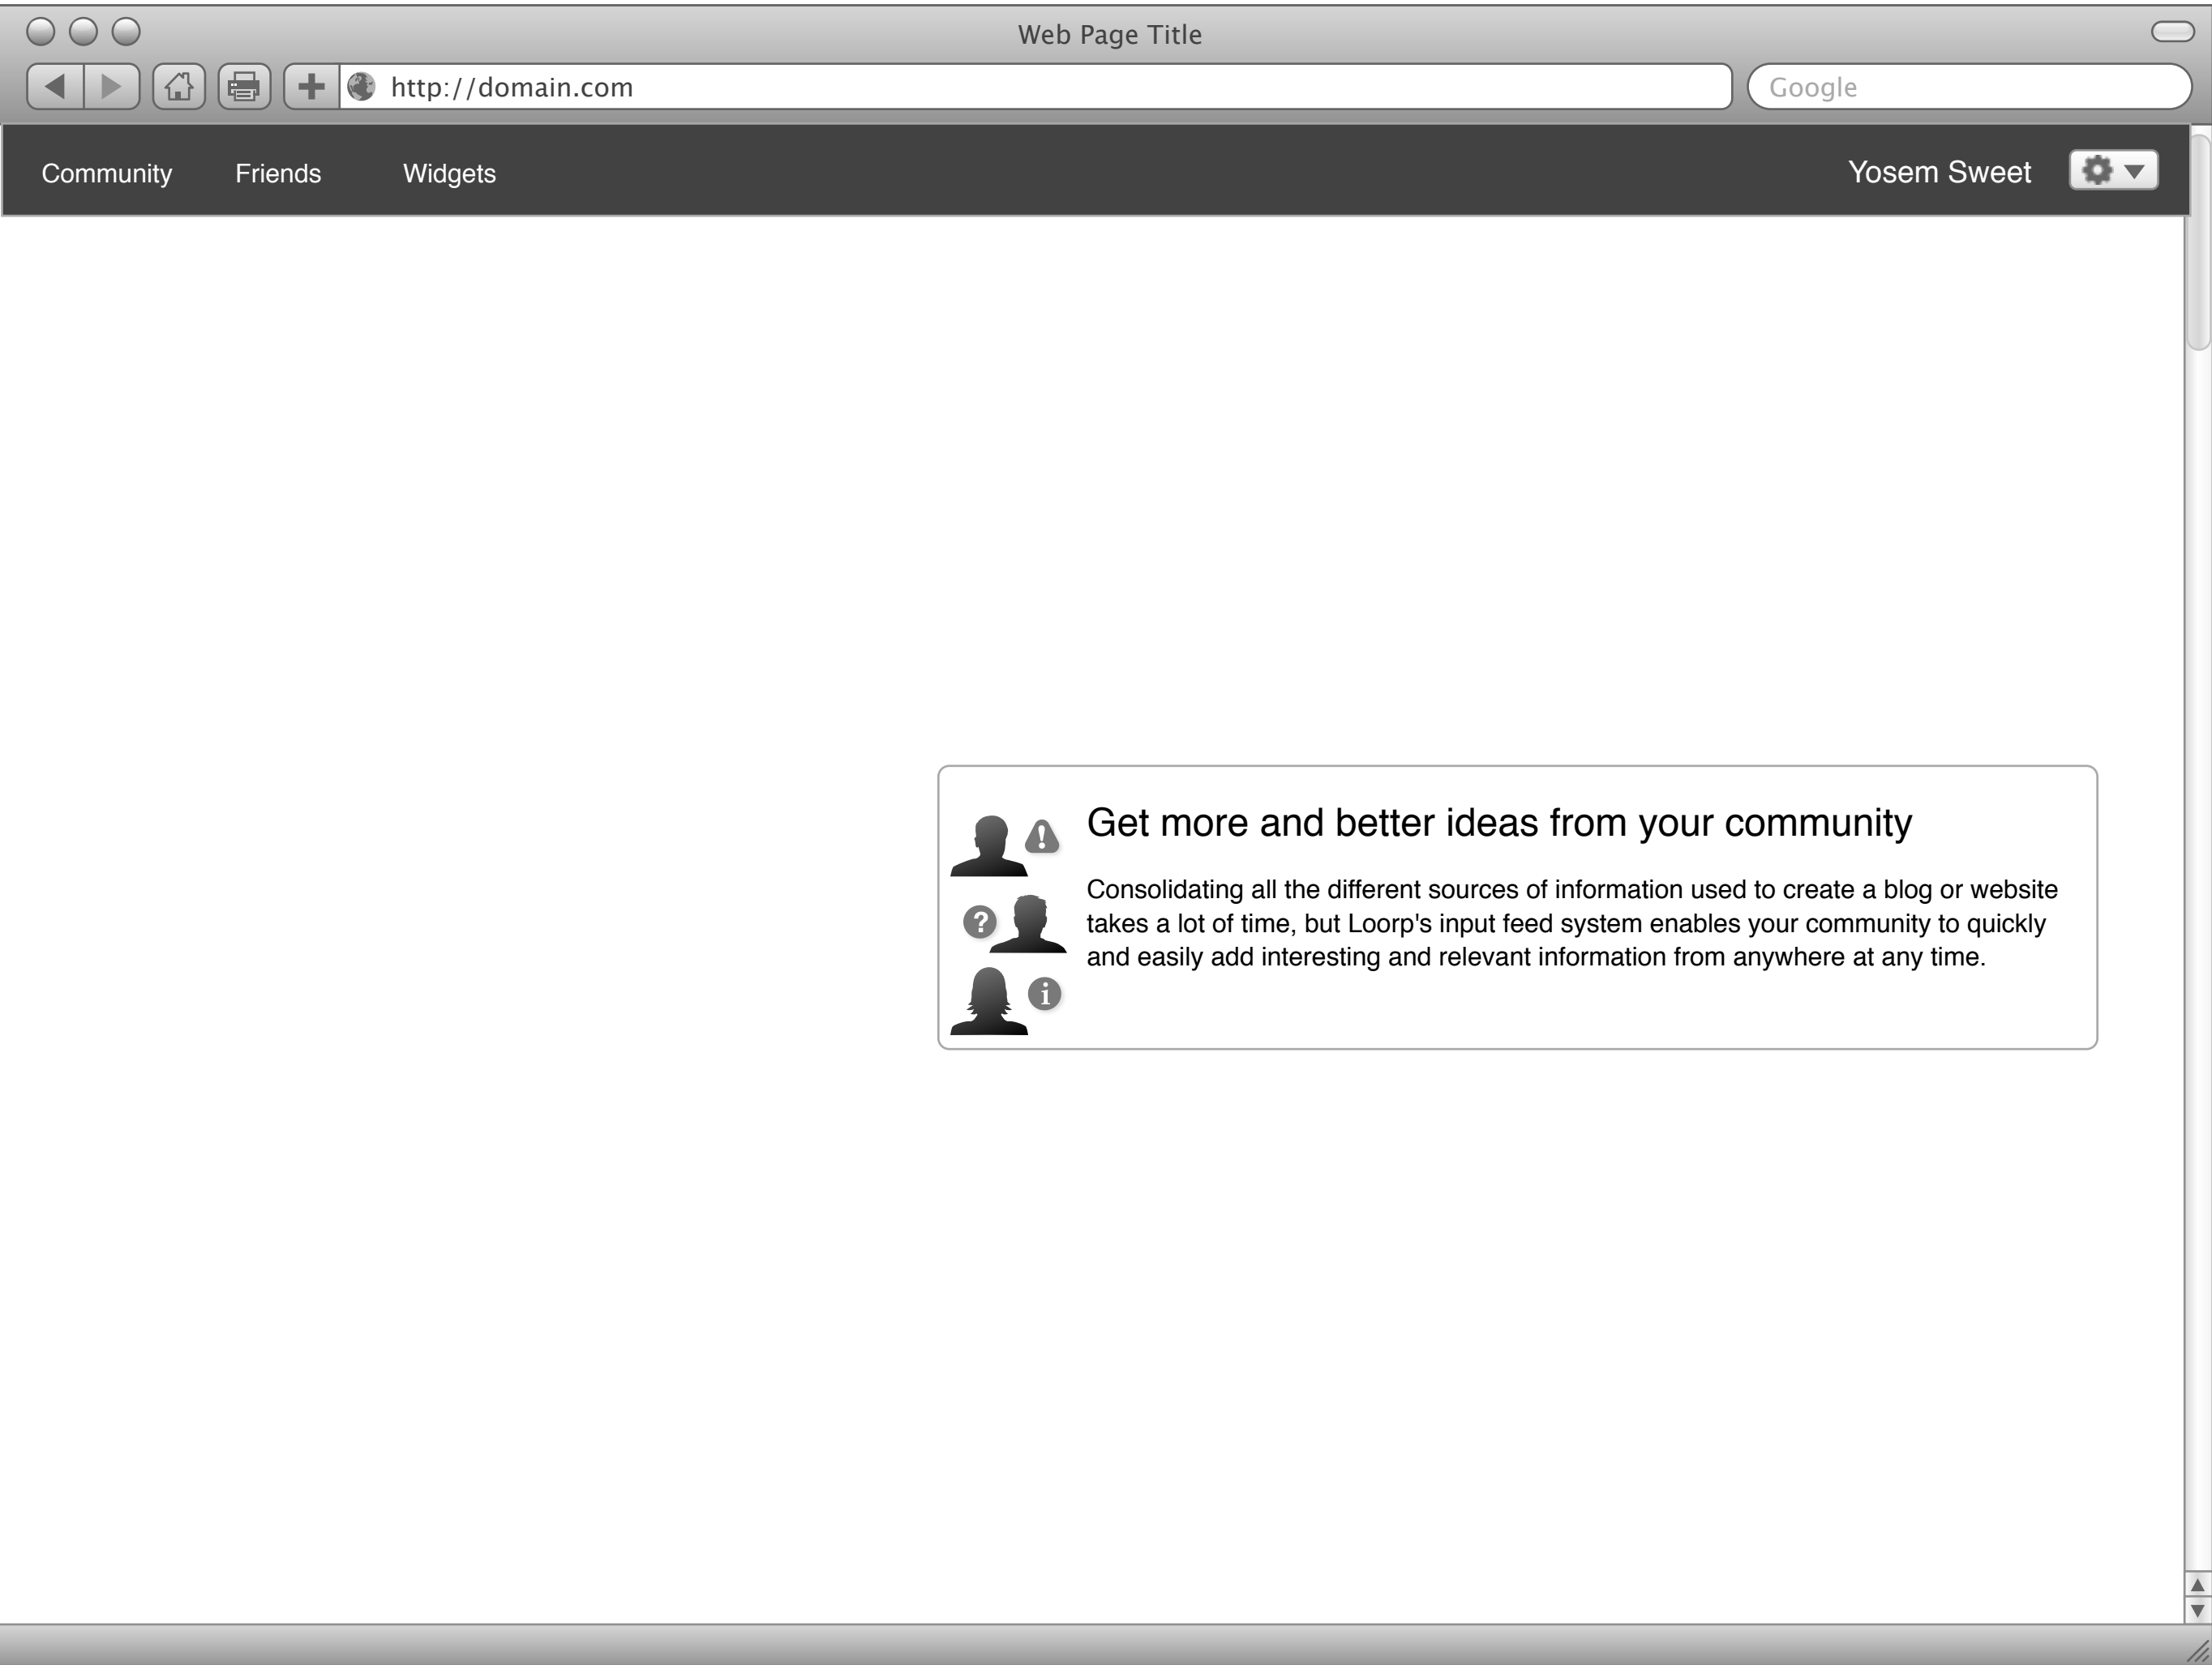 Web Page Title
http://domain.com
Google
Community Friends Widgets Yosem Sweet
Get more and better ideas from your community
Consolidating all the different sources of information used to create a blog or website
takes a lot of time, but Loorp's input feed system enables your community to quickly
and easily add interesting and relevant information from anywhere at any time.